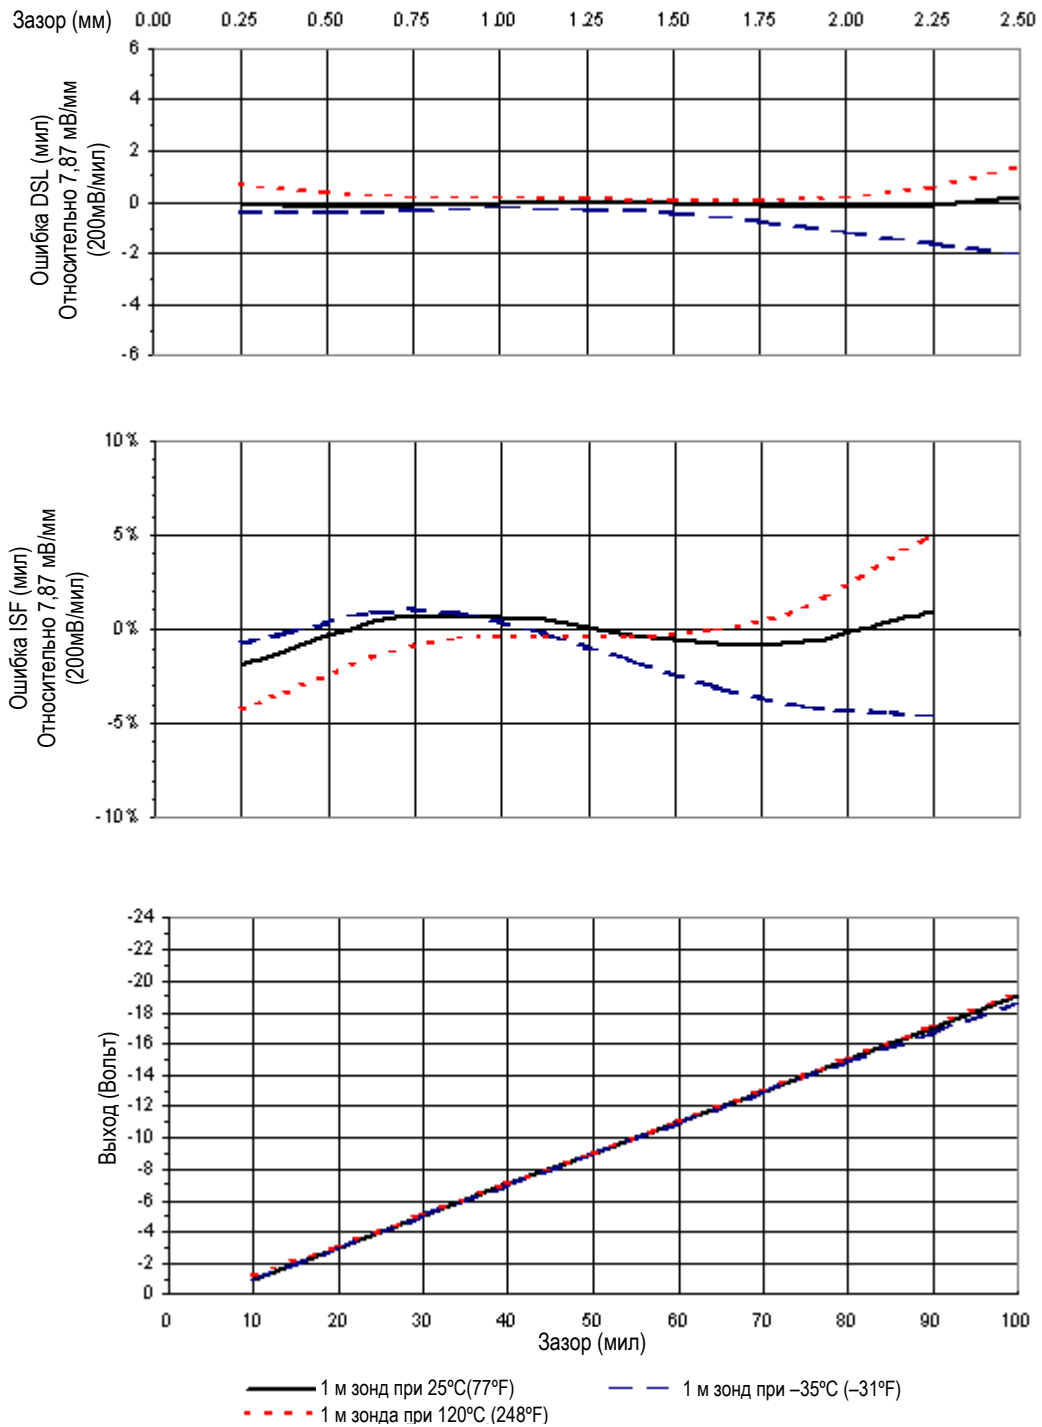 Зазор (мм) 0.00 0.25 0.50 0.75 1.00 1.25 1.50 1.75 2.00 2.25 2.50
Ошибка DSL (мил)
Относительно 7,87 мВ/мм
(200мВ/мил)
6
4
2
0
-2
-4
-6
Ошибка ISF (мил)
Относительно 7,87 мВ/мм
(200мВ/мил)
10%
5%
0%
-5%
-10%
Выход (Вольт)
-24
-22
-20
-18
-16
-14
-12
-10
-8
-6
-4
-2
0
0 10 20 30 40 50 60 70 80 90 100
Зазор (мил)
1 м зонд при 25ºC(77ºF)
1 м зонд при –35ºC (–31ºF)
1 м зонда при 120ºC (248ºF)